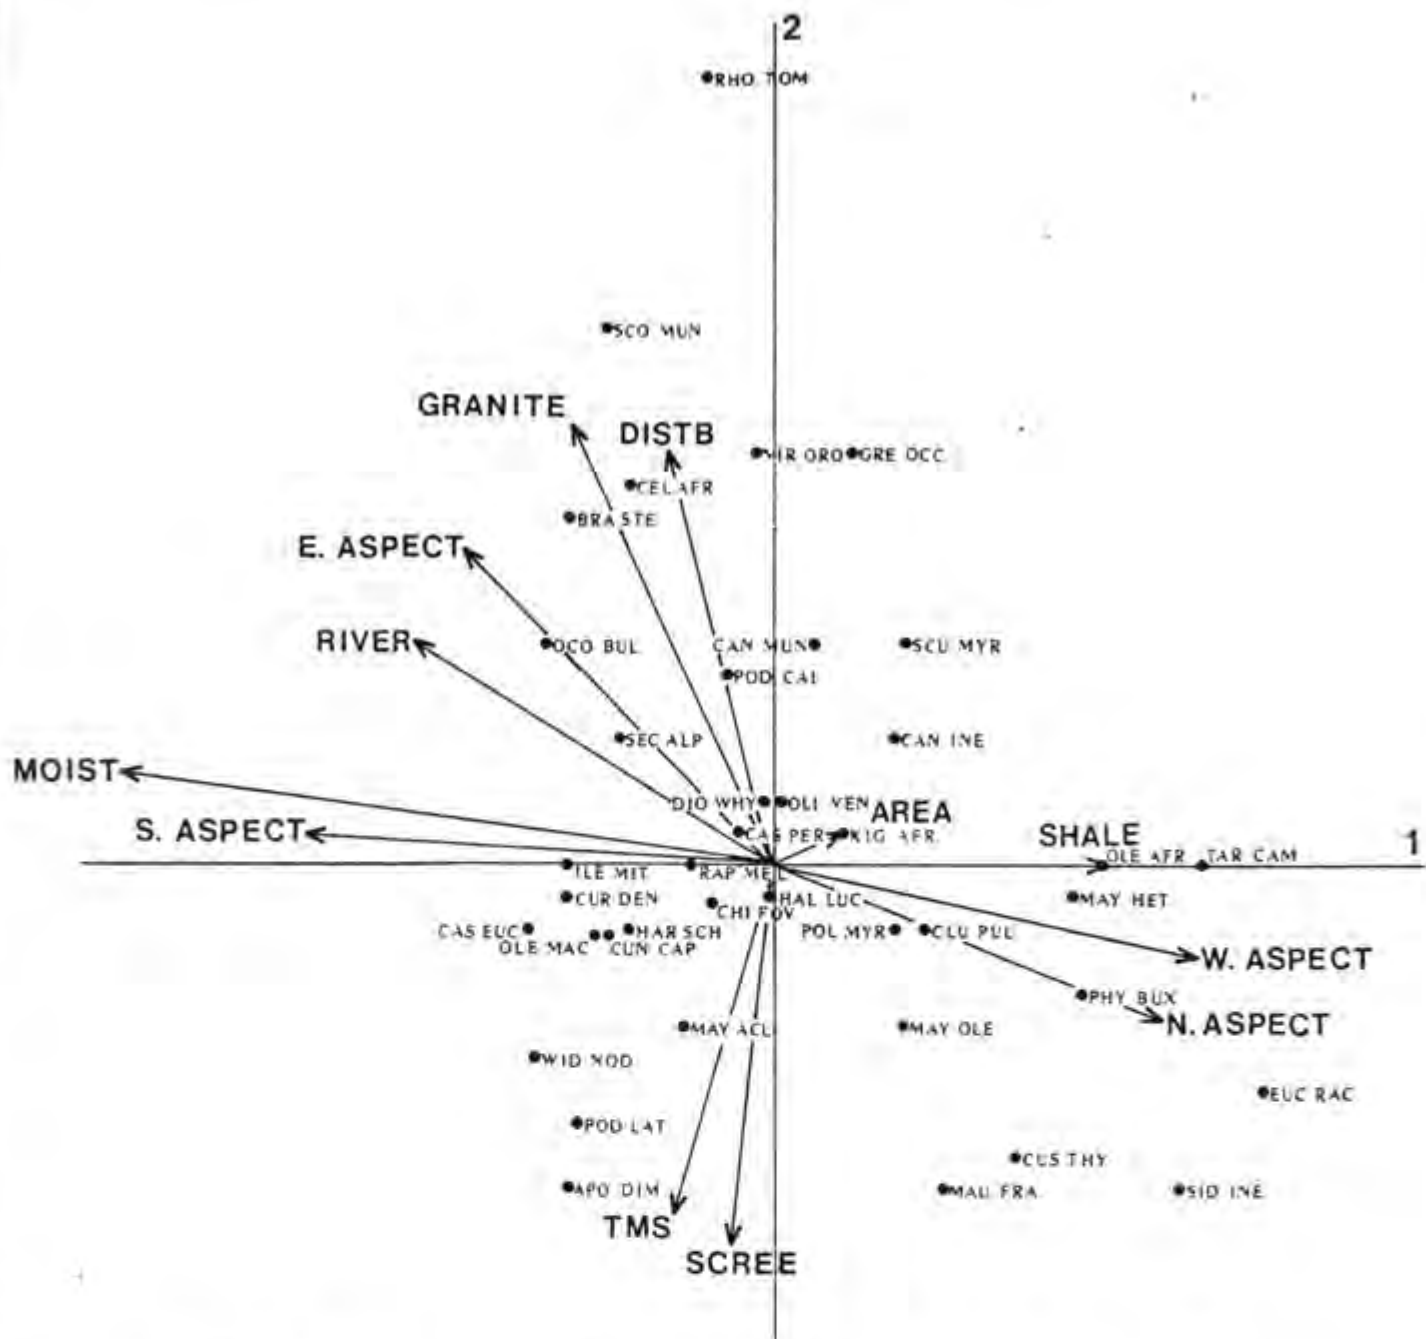 2
RHO TOM
SCO MUN
GRANITE
DISTB
VIR ORO GRE OCC
CEL AFR
BRA STE
E. ASPECT
RIVER
OCO BUL
CAN MUN
SCU MYR
POD CAL
SEC ALP
CAN INE
MOIST
DIO WHY
OLI VEN
AREA
S. ASPECT
CAS PER
KIG AFR
SHALE
1
OLE AFR TAR CAM
ILE MIT
RAP MEL
CUR DEN
CHI FOV
HAL LUC
MAY HET
CAS EUC
HAR SCH
POL MYR
CLU PUL
OLE MAC
CUN CAP
W. ASPECT
PHY BUX
N. ASPECT
MAY ACU
MAY OLE
WID NOD
EUC RAC
POD LAT
CUS THY
APO DIM
MAU FRA
SID INE
TMS
SCREE